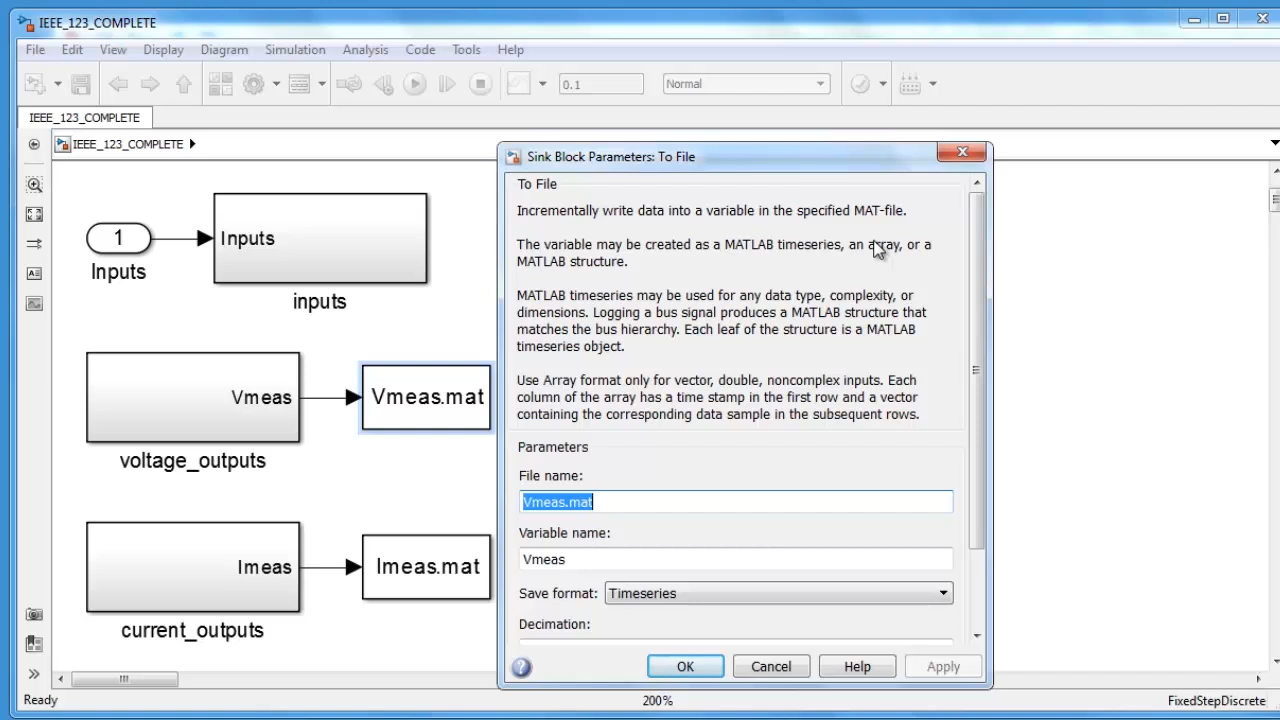 IEEE_123_COMPLETE
File Edit View Display Diagram Simulation Analysis Code Tools Help
0.1 Normal
IEEE_123_COMPLETE
IEEE_123_COMPLETE
1
Inputs
Inputs
inputs
Vmeas
voltage_outputs
Vmeas.mat
Imeas
current_outputs
Imeas.mat
Sink Block Parameters: To File
To File
Incrementally write data into a variable in the specified MAT-file.
The variable may be created as a MATLAB timeseries, an array, or a
MATLAB structure.
MATLAB timeseries may be used for any data type, complexity, or
dimensions. Logging a bus signal produces a MATLAB structure that
matches the bus hierarchy. Each leaf of the structure is a MATLAB
timeseries object.
Use Array format only for vector, double, noncomplex inputs. Each
column of the array has a time stamp in the first row and a vector
containing the corresponding data sample in the subsequent rows.
Parameters
File name:
Vmeas.mat
Variable name:
Vmeas
Save format: Timeseries
Decimation:
OK Cancel Help Apply
Ready 200% FixedStepDiscrete